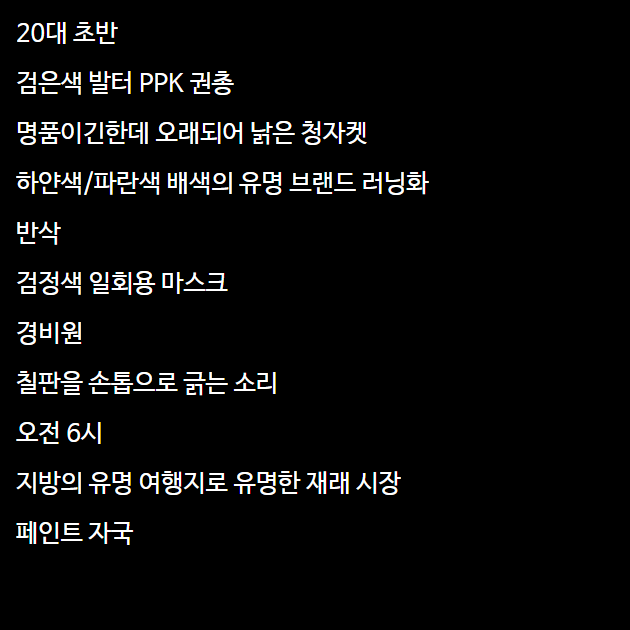 20대 초반
검은색 발터 PPK 권총
명품이긴한데 오래되어 낡은 청자켓
하얀색/파란색 배색의 유명 브랜드 러닝화
반삭
검정색 일회용 마스크
경비원
칠판을 손톱으로 긁는 소리
오전 6시
지방의 유명 여행지로 유명한 재래 시장
페인트 자국